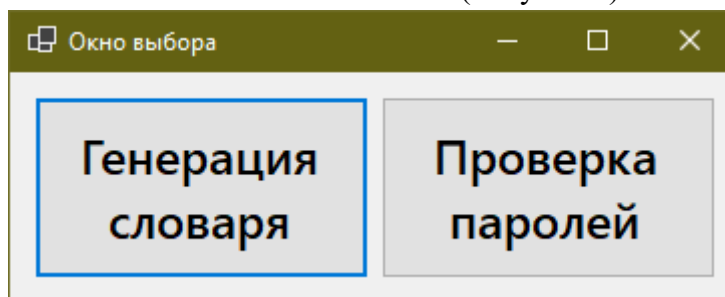 Окно выбора
Генерация
словаря
Проверка
паролей